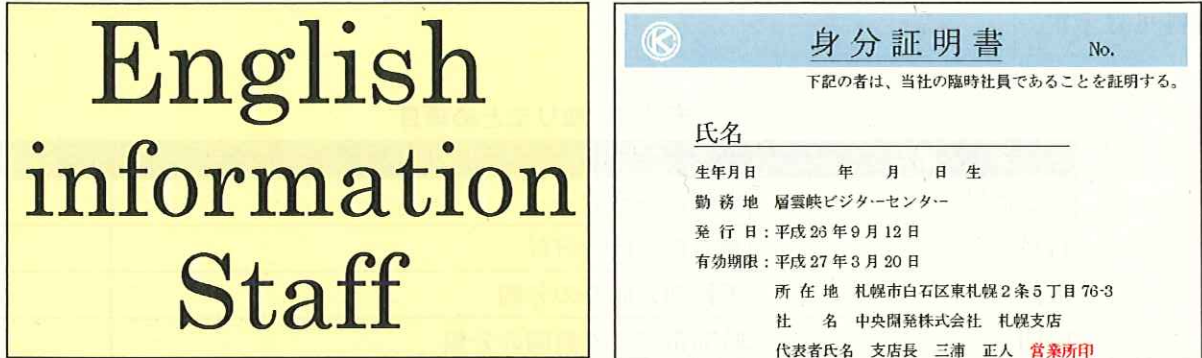 English
information
Staff
K
身分証明書 No.
下記の者は、当社の臨時社員であることを証明する。
氏名
生年月日 年 月 日 生
勤務地 層雲峡ビジターセンター
発行日:平成26年9月12日
有効期限:平成27年3月20日
所在地 札幌市白石区東札幌2条5丁目76-3
社名 中央開発株式会社 札幌支店
代表者氏名 支店長 三浦 正人 営業所印